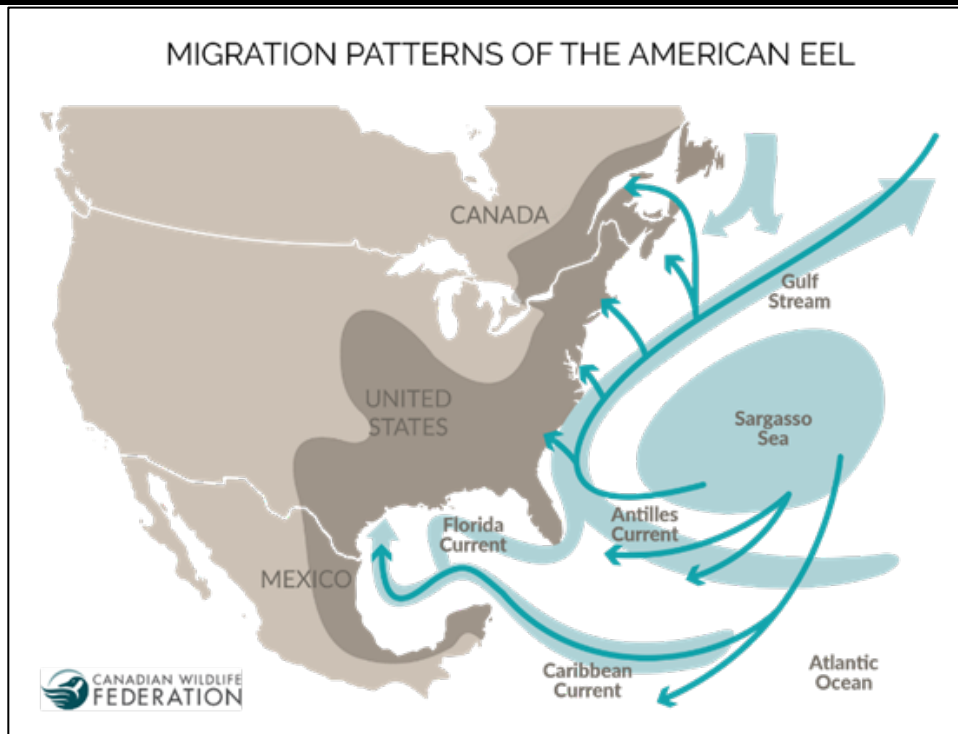 MIGRATION PATTERNS OF THE AMERICAN EEL
CANADA
Gulf
Stream
UNITED
STATES
Sargasso
Sea
Florida
Current
Antilles
Current
MEXICO
Caribbean
Current
Atlantic
Ocean
CANADIAN WILDLIFE
FEDERATION